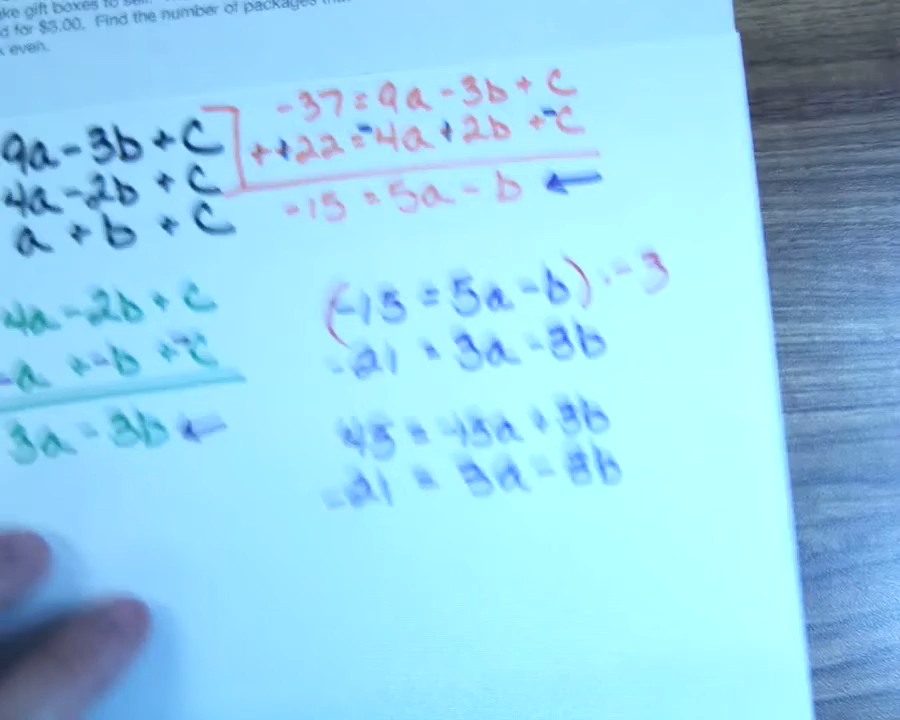 ke gift boxes to sell.
d for $3.00. Find the number of packages
even.
9a - 3b + C
4a - 2b + C
a + b + C
-37 = 9a - 3b + C
+ +22 = -4a + 2b + -C
-15 = 5a - b ←
4a - 2b + C
-a + -b + -C
3a - 3b ←
(-15 = 5a - b) · -3
-21 = 3a - 3b
45 = -15a + 3b
-21 = 3a - 3b